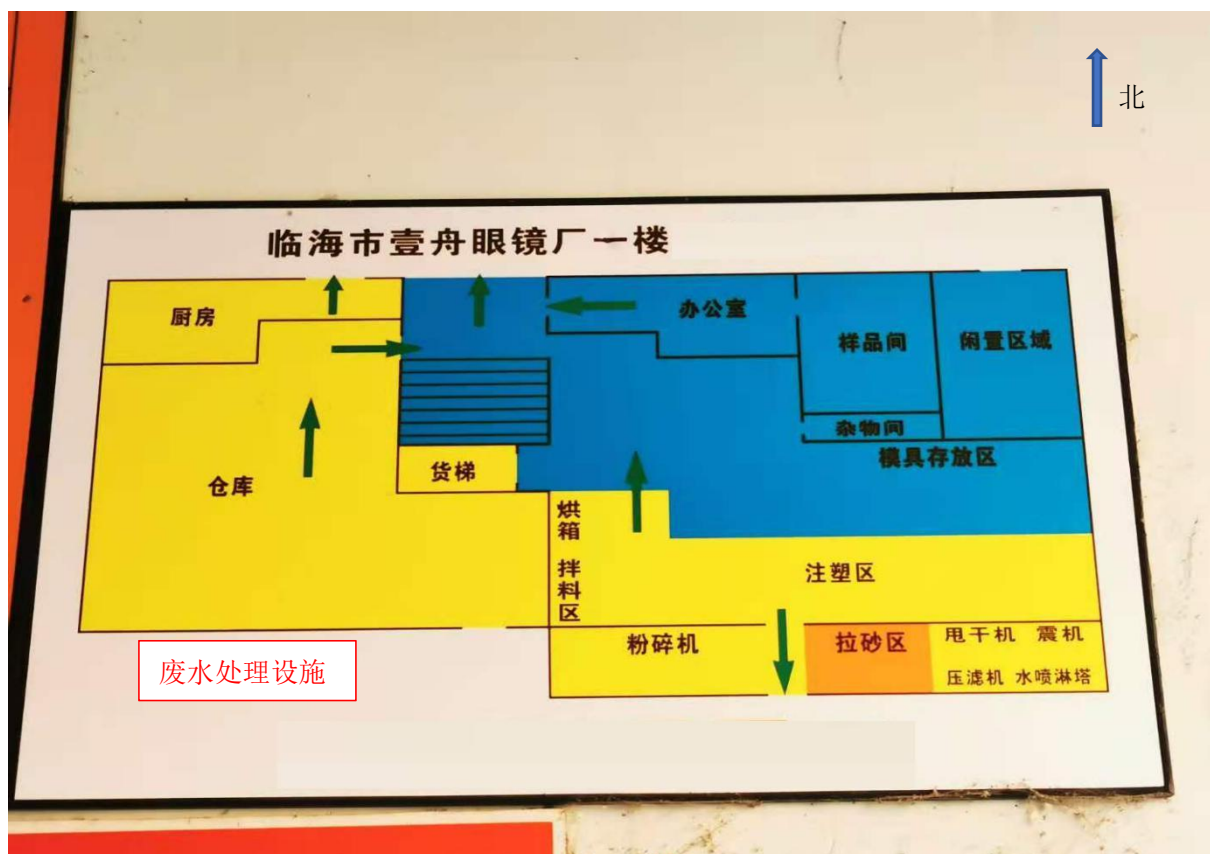 北
临海市壹舟眼镜厂一楼
厨房
办公室
样品间
闲置区域
杂物间
模具存放区
仓库
货梯
烘箱
拌料区
注塑区
粉碎机
拉砂区
甩干机 震机
压滤机 水喷淋塔
废水处理设施